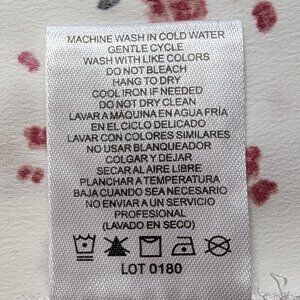 MACHINE WASH IN COLD WATER
GENTLE CYCLE
WASH WITH LIKE COLORS
DO NOT BLEACH
HANG TO DRY
COOL IRON IF NEEDED
DO NOT DRY CLEAN
LAVAR A MAQUINA EN AGUA FRÍA
EN EL CICLO DELICADO
LAVAR CON COLORES SIMILARES
NO USAR BLANQUEADOR
COLGAR Y DEJAR
SECAR AL AIRE LIBRE
PLANCHAR A TEMPERATURA
BAJA CUANDO SEA NECESARIO
NO ENVIAR A UN SERVICIO
PROFESIONAL
(LAVADO EN SECO)
LOT 0180